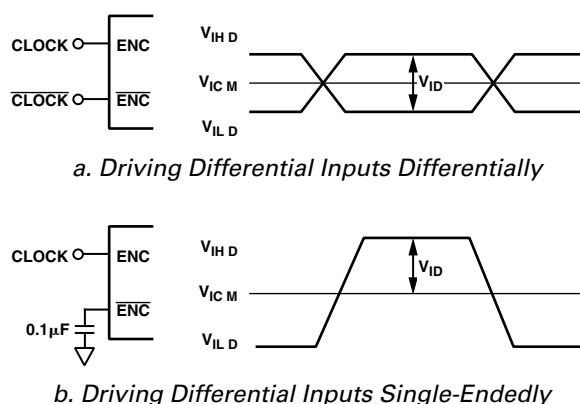 CLOCK ENC V_IH D
V_IC M V_ID
CLOCK ENC
V_IL D
a. Driving Differential Inputs Differentially
V_IH D
CLOCK ENC V_ID
V_IC M
ENC
0.1μF V_IL D
b. Driving Differential Inputs Single-Endedly